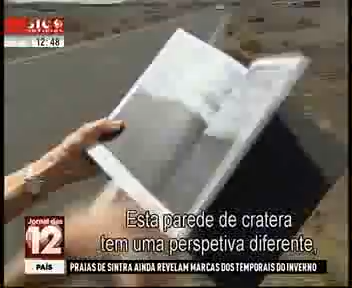 SIC
NOTÍCIAS
12:48
Esta parede de cratera
tem uma perspetiva diferente,
Jornal das
12
PAÍS
PRAIAS DE SINTRA AINDA REVELAM MARCAS DOS TEMPORAIS DO INVERNO